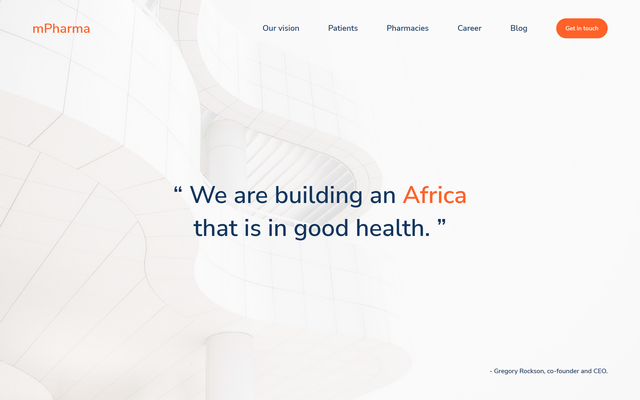 mPharma
Our vision
Patients
Pharmacies
Career
Blog
Get in touch
“ We are building an Africa
that is in good health. ”
- Gregory Rockson, co-founder and CEO.